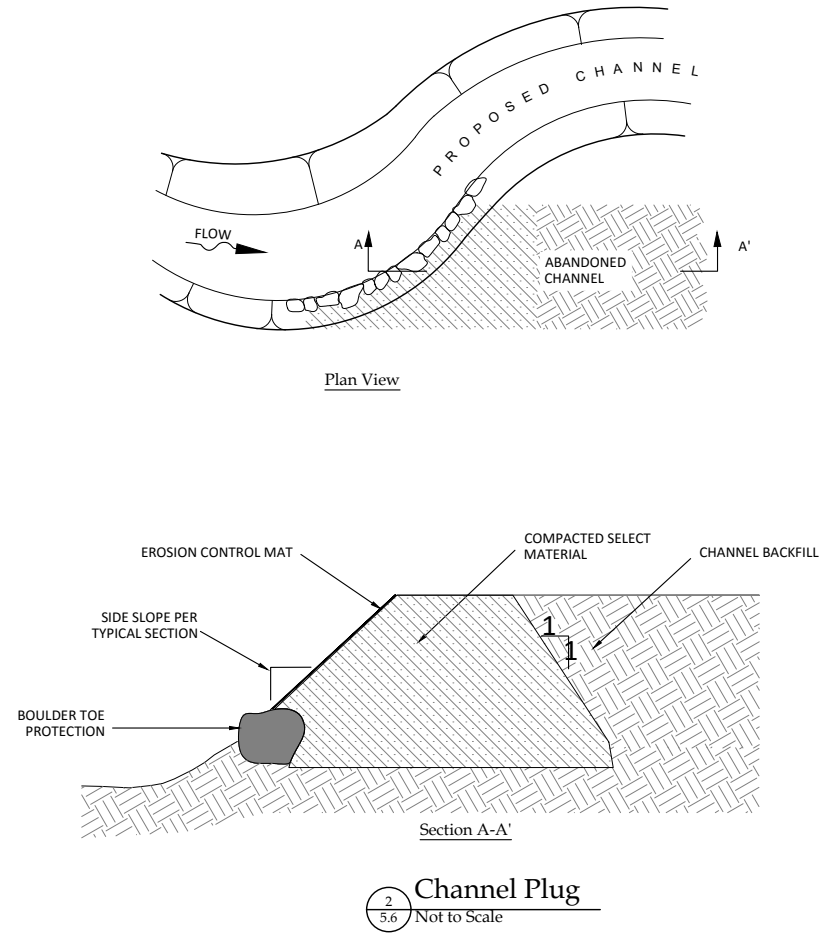 PROPOSED CHANNEL
FLOW
A
A'
ABANDONED
CHANNEL
Plan View
EROSION CONTROL MAT
COMPACTED SELECT
MATERIAL
CHANNEL BACKFILL
SIDE SLOPE PER
TYPICAL SECTION
1
1
BOULDER TOE
PROTECTION
Section A-A'
2
5.6
Channel Plug
Not to Scale